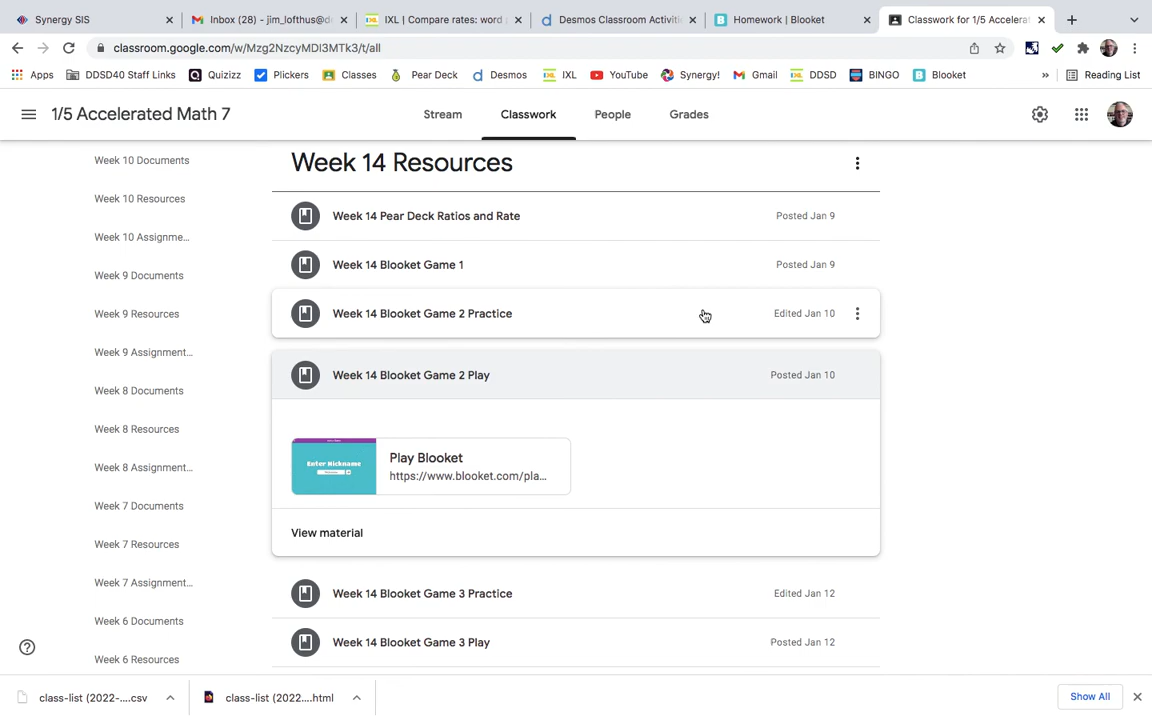 Synergy SIS
Inbox (28) - jim_lofthus@d
IXL | Compare rates: word
Desmos Classroom Activiti
Homework | Blooket
Classwork for 1/5 Accelera
classroom.google.com/w/Mzg2NzcyMDI3MTk3/t/all
Apps
DDSD40 Staff Links
Quizizz
Plickers
Classes
Pear Deck
Desmos
IXL
YouTube
Synergy!
Gmail
DDSD
BINGO
Blooket
»
Reading List
1/5 Accelerated Math 7
Stream
Classwork
People
Grades
Week 10 Documents
Week 10 Resources
Week 10 Assignme...
Week 9 Documents
Week 9 Resources
Week 9 Assignment...
Week 8 Documents
Week 8 Resources
Week 8 Assignment...
Week 7 Documents
Week 7 Resources
Week 7 Assignment...
Week 6 Documents
Week 6 Resources
Week 14 Resources
Week 14 Pear Deck Ratios and Rate
Posted Jan 9
Week 14 Blooket Game 1
Posted Jan 9
Week 14 Blooket Game 2 Practice
Edited Jan 10
Week 14 Blooket Game 2 Play
Posted Jan 10
Enter Nickname
Play Blooket
https://www.blooket.com/pla...
View material
Week 14 Blooket Game 3 Practice
Edited Jan 12
Week 14 Blooket Game 3 Play
Posted Jan 12
class-list (2022-....csv
class-list (2022....html
Show All